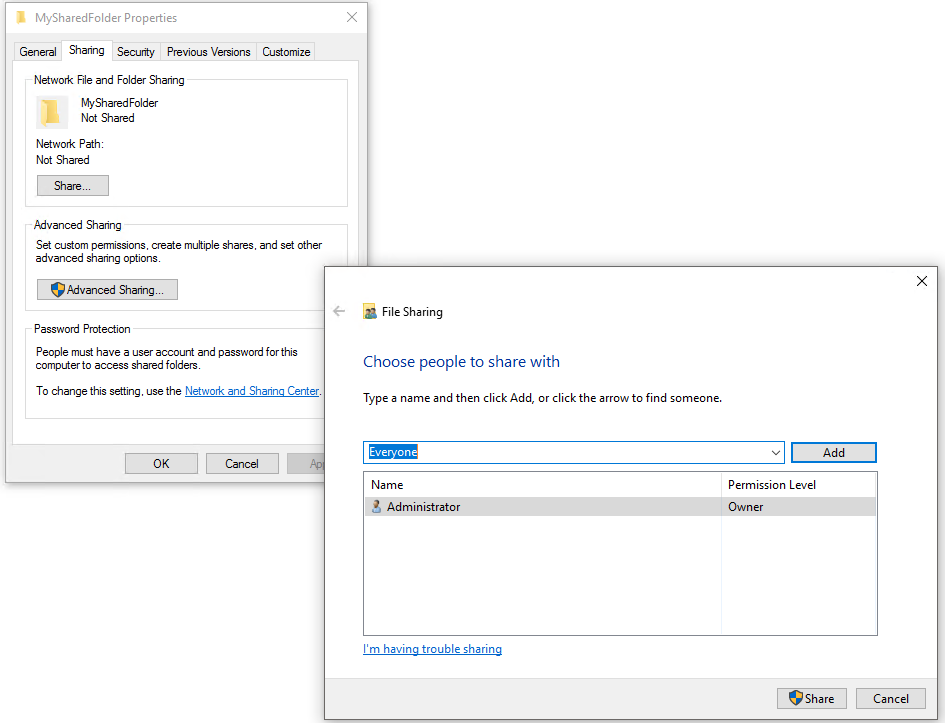 MySharedFolder Properties
General Sharing Security Previous Versions Customize
Network File and Folder Sharing
MySharedFolder
Not Shared
Network Path:
Not Shared
Share...
Advanced Sharing
Set custom permissions, create multiple shares, and set other
advanced sharing options.
Advanced Sharing...
Password Protection
People must have a user account and password for this
computer to access shared folders.
To change this setting, use the Network and Sharing Center.
OK Cancel
File Sharing
Choose people to share with
Type a name and then click Add, or click the arrow to find someone.
Everyone Add
Name Permission Level
Administrator Owner
I'm having trouble sharing
Share Cancel